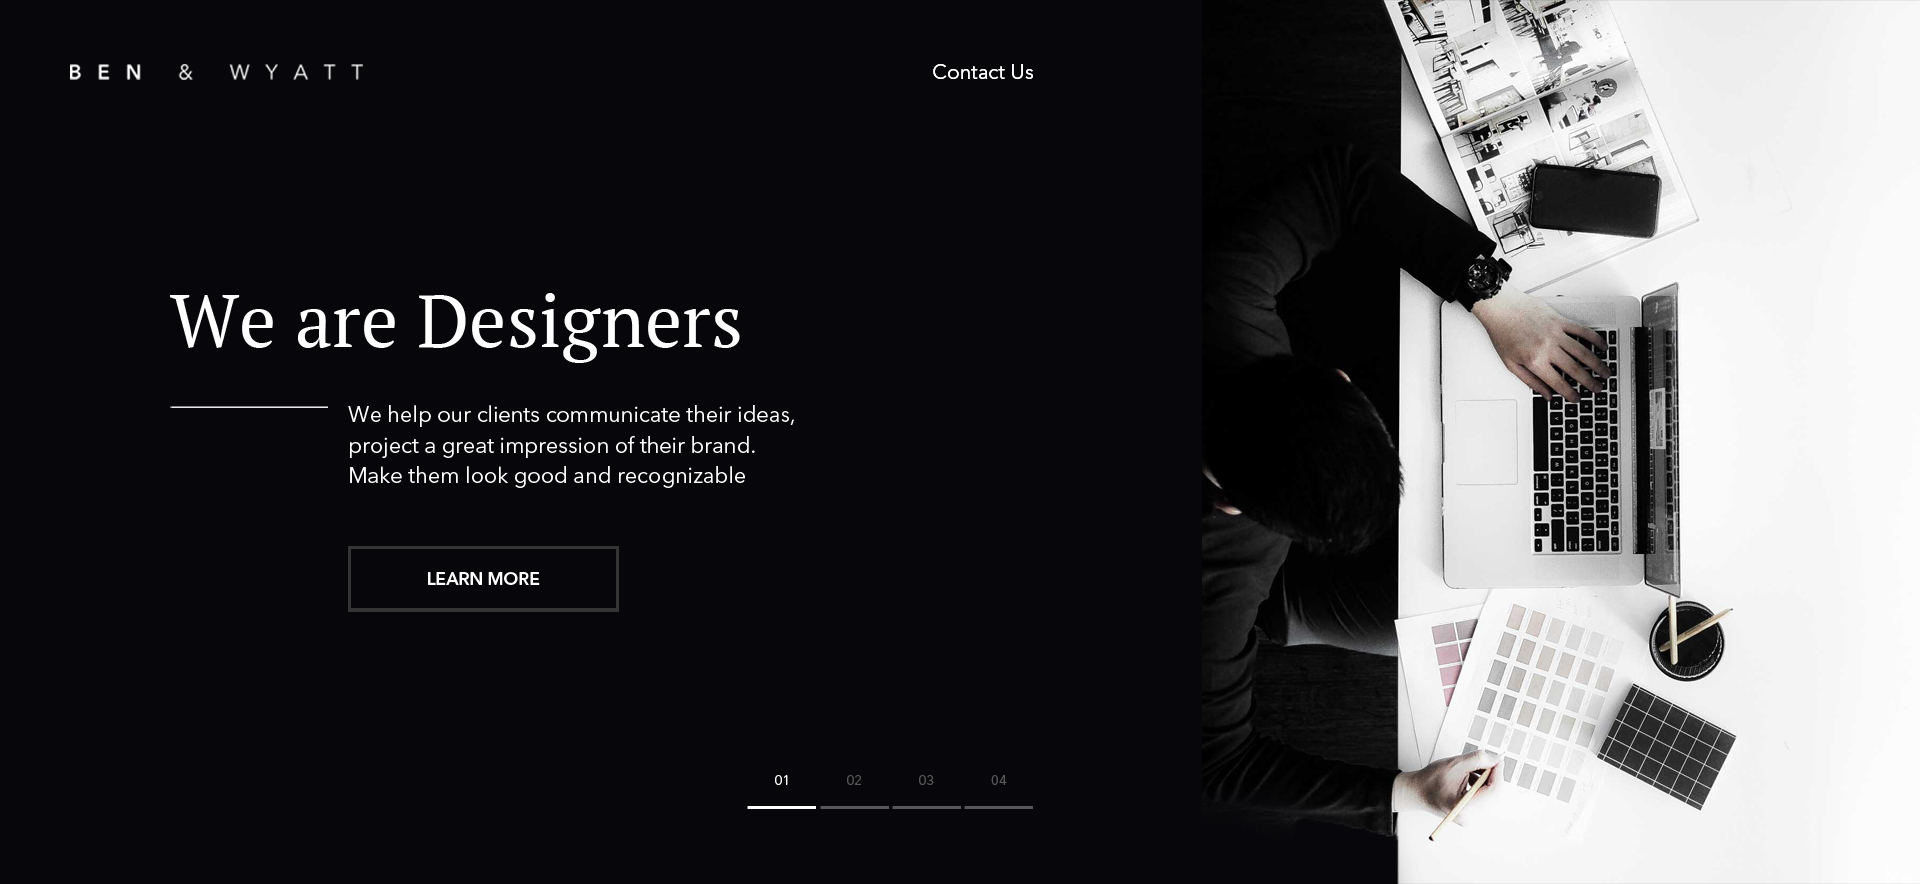 BEN & WYATT
Contact Us
We are Designers
We help our clients communicate their ideas,
project a great impression of their brand.
Make them look good and recognizable
LEARN MORE
01
02
03
04